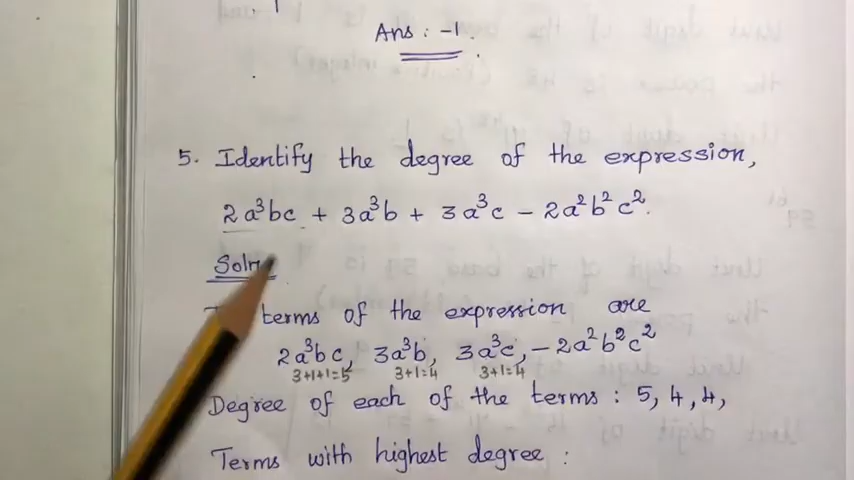 Ans : -1.
5. Identify the degree of the expression,
2a³bc + 3a³b + 3a³c - 2a²b²c².
terms of the expression are
2a³bc, 3a³b, 3a³c, -2a²b²c²
3+1+1=5 3+1=4 3+1=4
Degree of each of the terms : 5, 4, 4,
Terms with highest degree :